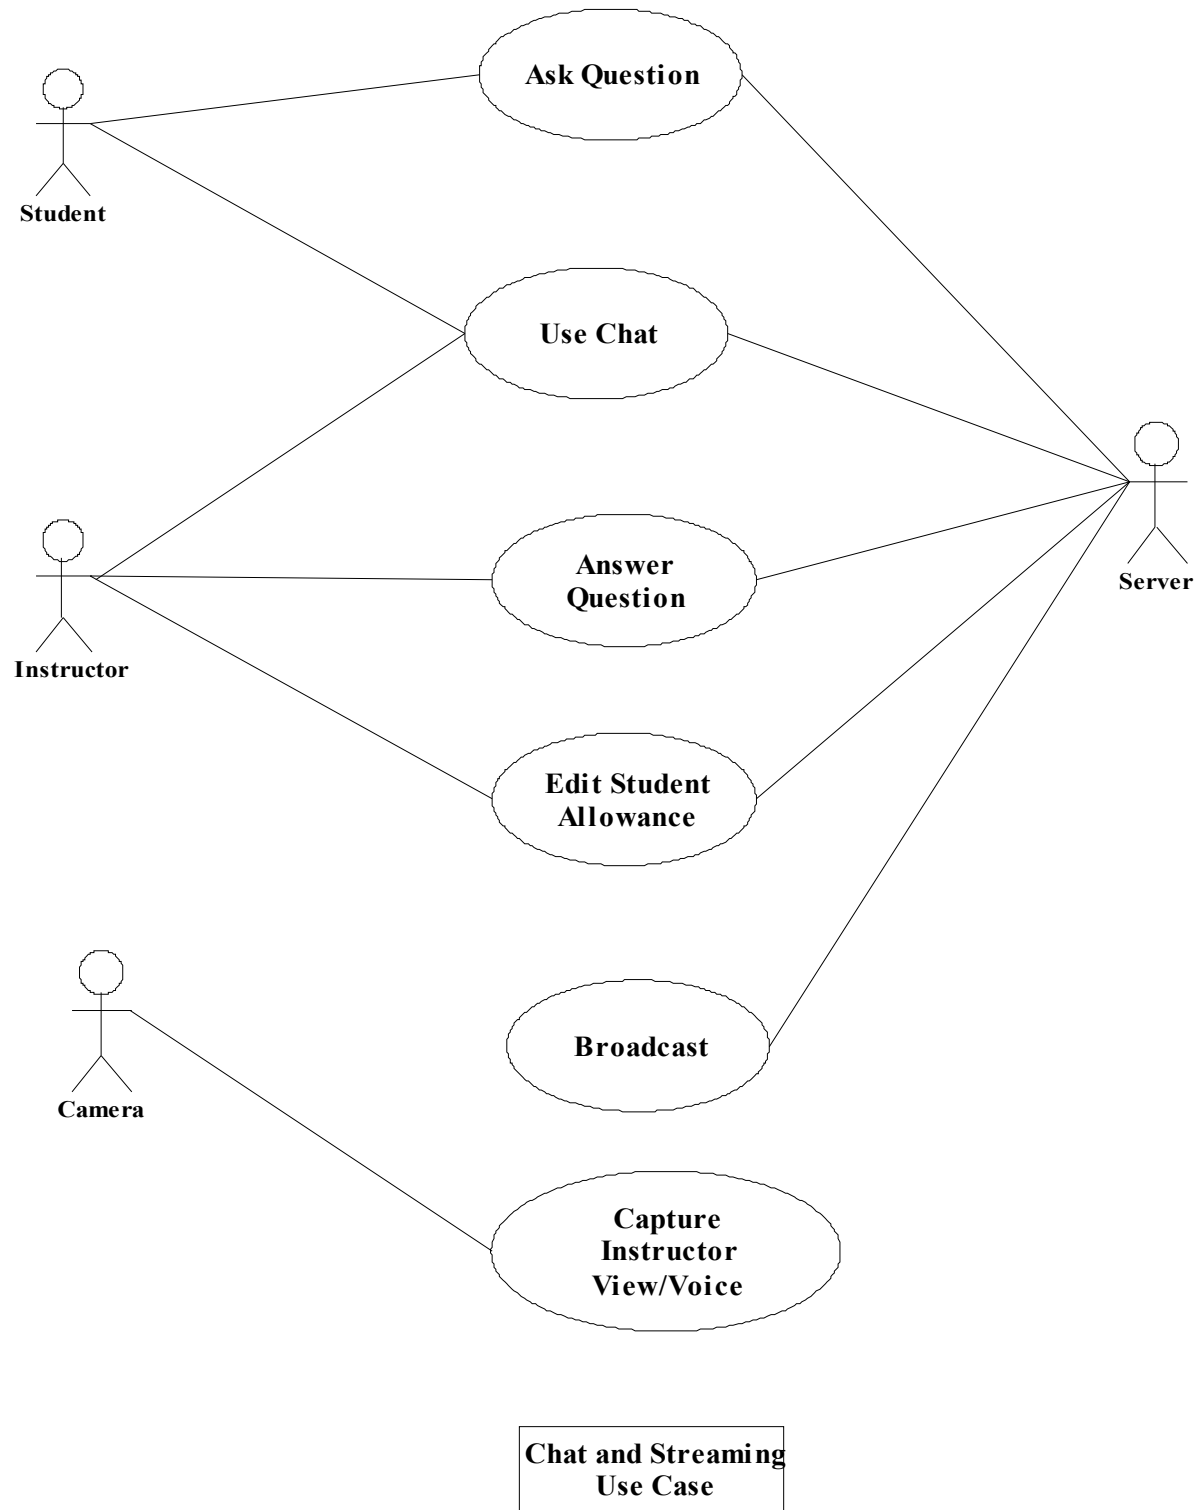 Ask Question
Student
Use Chat
Answer
Question
Server
Instructor
Edit Student
Allowance
Broadcast
Camera
Capture
Instructor
View/Voice
Chat and Streaming
Use Case